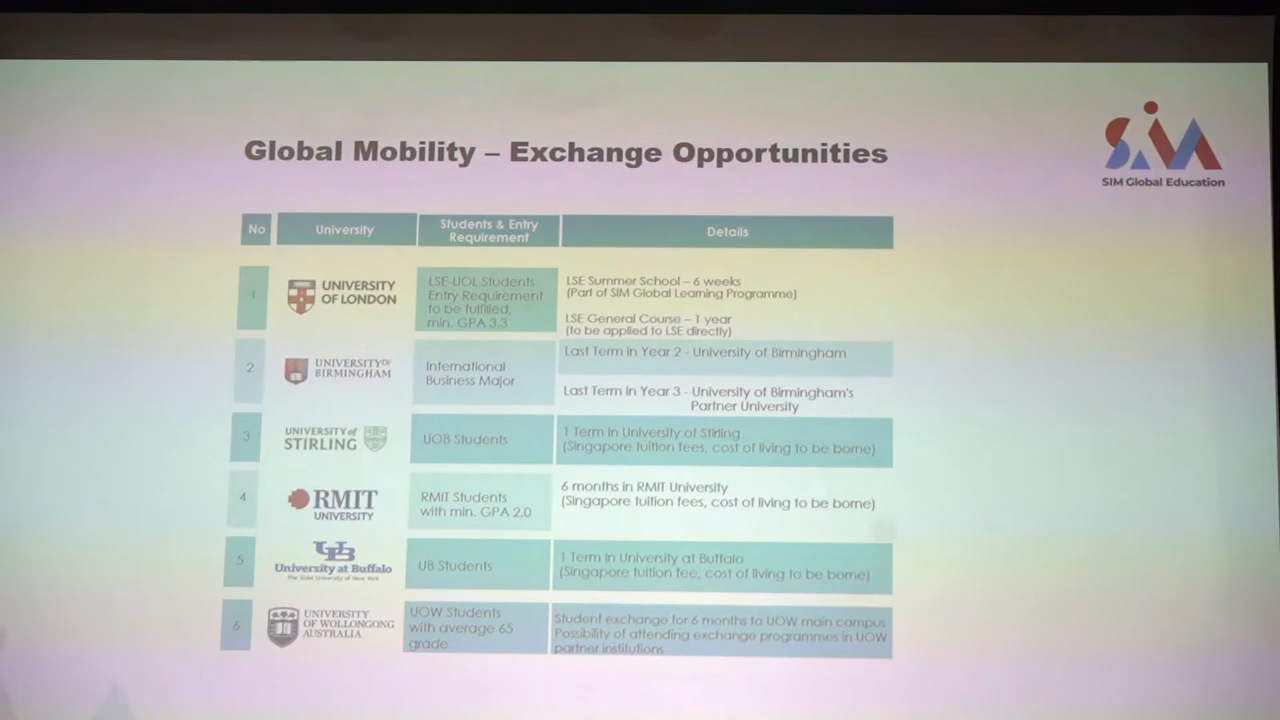 Global Mobility – Exchange Opportunities
SIM
SIM Global Education
No
University
Students & Entry
Requirement
Details
1
UNIVERSITY
OF LONDON
LSE-UOL Students
Entry Requirement
to be fulfilled,
min. GPA 3.3
LSE Summer School – 6 weeks
(Part of SIM Global Learning Programme)
LSE General Course – 1 year
(to be applied to LSE directly)
2
UNIVERSITY OF
BIRMINGHAM
International
Business Major
Last Term in Year 2 - University of Birmingham
Last Term in Year 3 - University of Birmingham's
Partner University
3
UNIVERSITY of
STIRLING
UOB Students
1 Term in University of Stirling
(Singapore tuition fees, cost of living to be borne)
4
RMIT
UNIVERSITY
RMIT Students
with min. GPA 2.0
6 months in RMIT University
(Singapore tuition fees, cost of living to be borne)
5
UB
University at Buffalo
The State University of New York
UB Students
1 Term in University at Buffalo
(Singapore tuition fee, cost of living to be borne)
6
UNIVERSITY
OF WOLLONGONG
AUSTRALIA
UOW Students
with average 65
grade
Student exchange for 6 months to UOW main campus
Possibility of attending exchange programmes in UOW
partner institutions